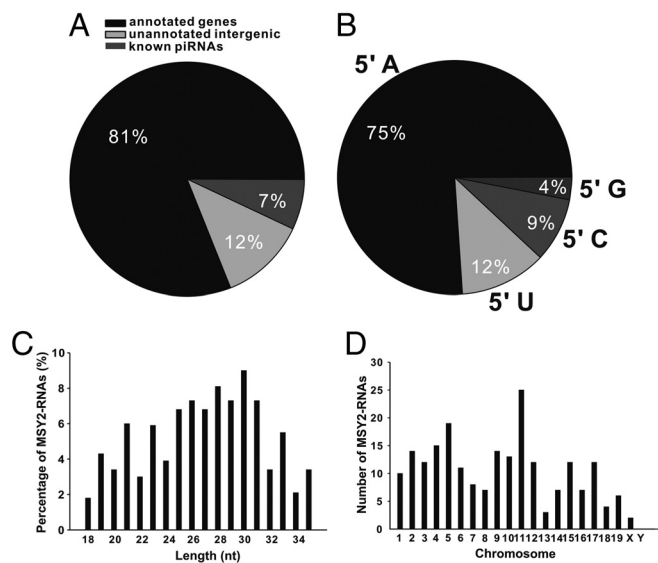 A
annotated genes
unannotated intergenic
known piRNAs
B
5' A
81%
7%
12%
75%
4%
5' G
9%
5' C
12%
5' U
C
Percentage of MSY2-RNAs (%)
10
8
6
4
2
0
18 20 22 24 26 28 30 32 34
Length (nt)
D
Number of MSY2-RNAs
30
25
20
15
10
5
0
1 2 3 4 5 6 7 8 9 10 11 12 13 14 15 16 17 18 19 X Y
Chromosome